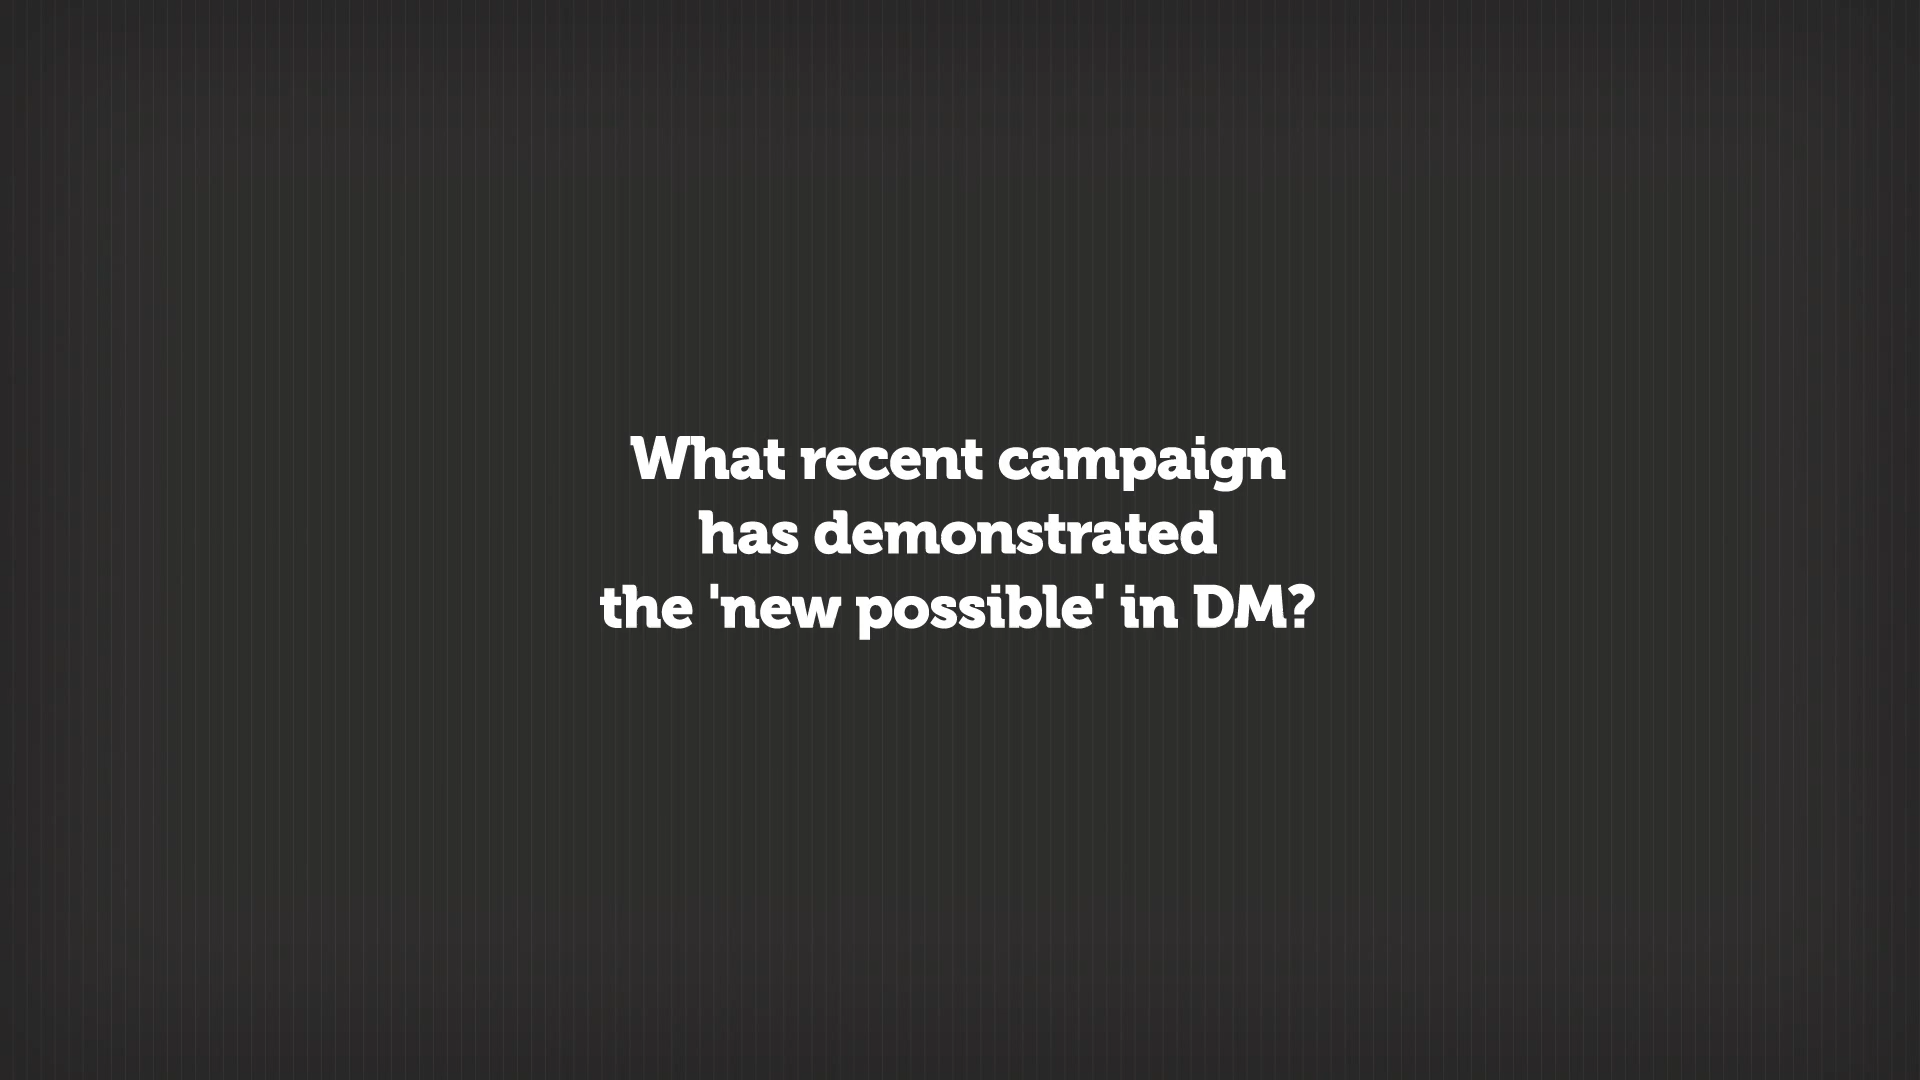 What recent campaign
has demonstrated
the 'new possible' in DM?